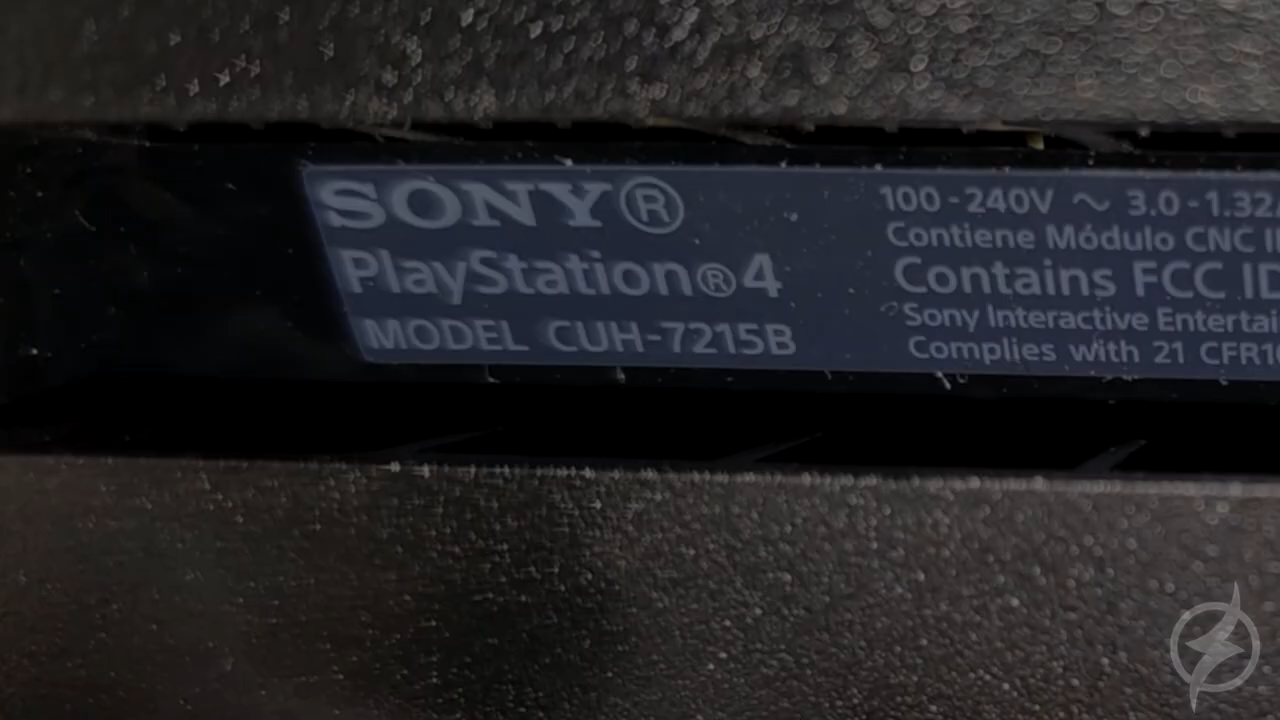 SONY®
PlayStation®4
MODEL CUH-7215B
100-240V ~ 3.0-1.32
Contiene Módulo CNC
Contains FCC ID
Sony Interactive Entertai
Complies with 21 CFR